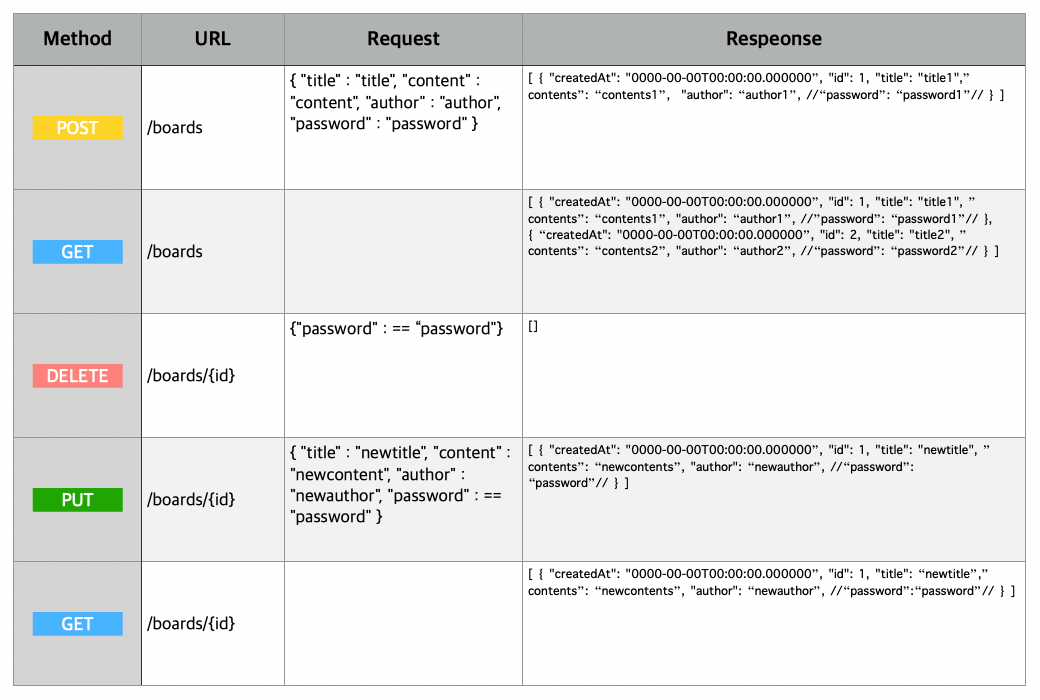 Method URL Request Respeonse
POST
/boards
{ "title" : "title", "content" :
"content", "author" : "author",
"password" : "password" }
[ { "createdAt": "0000-00-00T00:00:00.000000”, "id": 1, "title": "title1",”
contents”: “contents1”, "author": “author1”, //“password”: “password1”// } ]
GET
/boards
[ { "createdAt": "0000-00-00T00:00:00.000000”, "id": 1, "title": "title1", ”
contents”: “contents1”, "author": “author1”, //”password”: “password1”// },
{ “createdAt": "0000-00-00T00:00:00.000000”, "id": 2, "title": "title2", ”
contents”: “contents2”, "author": “author2”, //“password”: “password2”// } ]
DELETE
/boards/{id}
{"password" : == “password"}
[]
PUT
/boards/{id}
{ "title" : "newtitle", "content" :
"newcontent", "author" :
"newauthor", "password" : ==
"password" }
[ { "createdAt": "0000-00-00T00:00:00.000000”, "id": 1, "title": "newtitle", ”
contents”: “newcontents”, "author": “newauthor”, //“password”:
“password”// } ]
GET
/boards/{id}
[ { "createdAt": "0000-00-00T00:00:00.000000”, "id": 1, "title": “newtitle”,”
contents”: “newcontents”, "author": “newauthor”, //“password”:“password”// } ]